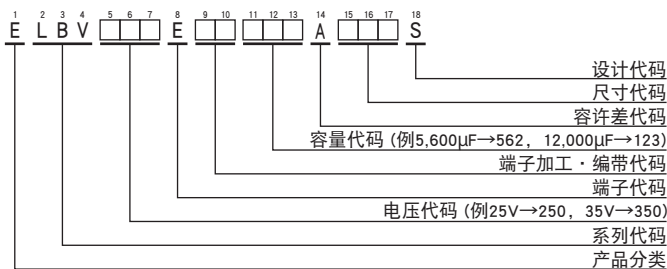 1 2 3 4 5 6 7 8 9 10 11 12 13 14 15 16 17 18
E L B V □□□ E □□ □□□ A □□□ S
设计代码
尺寸代码
容许差代码
容量代码 (例5,600μF→562，12,000μF→123)
端子加工・编带代码
端子代码
电压代码 (例25V→250，35V→350)
系列代码
产品分类